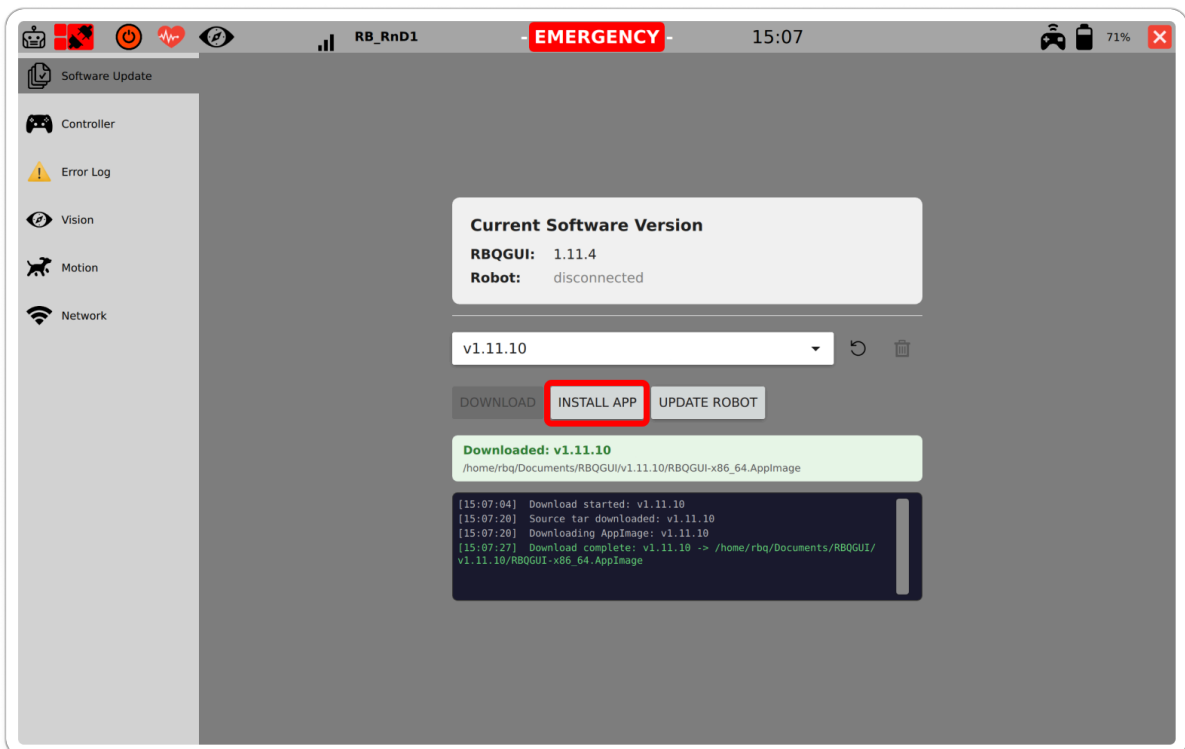 RB_RnD1
- EMERGENCY -
15:07
71%
Software Update
Controller
Error Log
Vision
Motion
Network
Current Software Version
RBQGUI: 1.11.4
Robot: disconnected
v1.11.10
DOWNLOAD INSTALL APP UPDATE ROBOT
Downloaded: v1.11.10
/home/rbq/Documents/RBQGUI/v1.11.10/RBQGUI-x86_64.AppImage
[15:07:04] Download started: v1.11.10
[15:07:20] Source tar downloaded: v1.11.10
[15:07:20] Downloading AppImage: v1.11.10
[15:07:27] Download complete: v1.11.10 -> /home/rbq/Documents/RBQGUI/
v1.11.10/RBQGUI-x86_64.AppImage